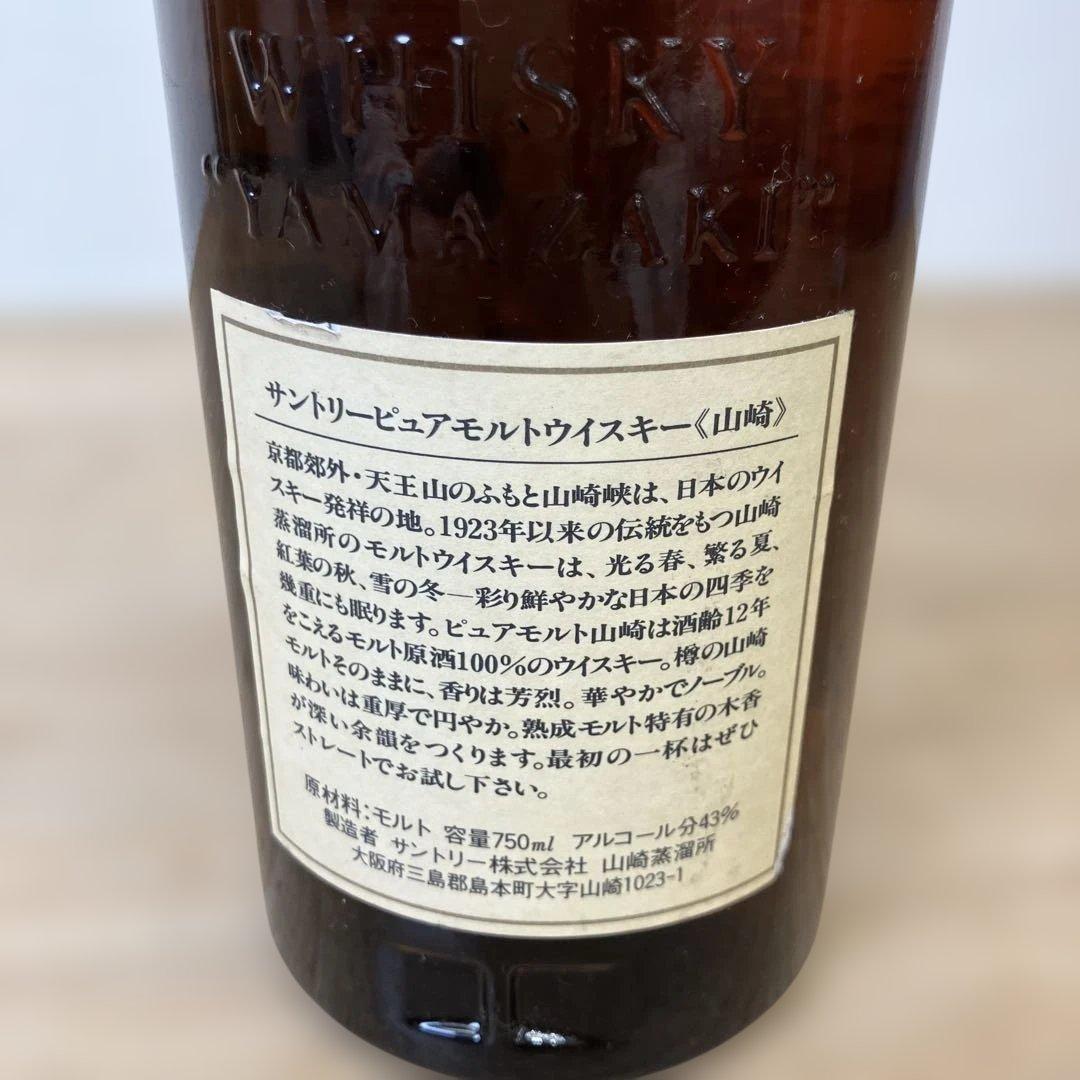 WHISKY
"YAMAZAKI"
サントリーピュアモルトウイスキー《山崎》
京都郊外・天王山のふもと山崎峡は、日本のウイ
スキー発祥の地。1923年以来の伝統をもつ山崎
蒸溜所のモルトウイスキーは、光る春、繁る夏、
紅葉の秋、雪の冬—彩り鮮やかな日本の四季を
幾重にも眠ります。ピュアモルト山崎は酒齢12年
をこえるモルト原酒100%のウイスキー。樽の山崎
モルトそのままに、香りは芳烈。華やかでノーブル。
味わいは重厚で円やか。熟成モルト特有の木香
が深い余韻をつくります。最初の一杯はぜひ
ストレートでお試し下さい。
原材料：モルト 容量750ml アルコール分43%
製造者 サントリー株式会社 山崎蒸溜所
大阪府三島郡島本町大字山崎1023-1